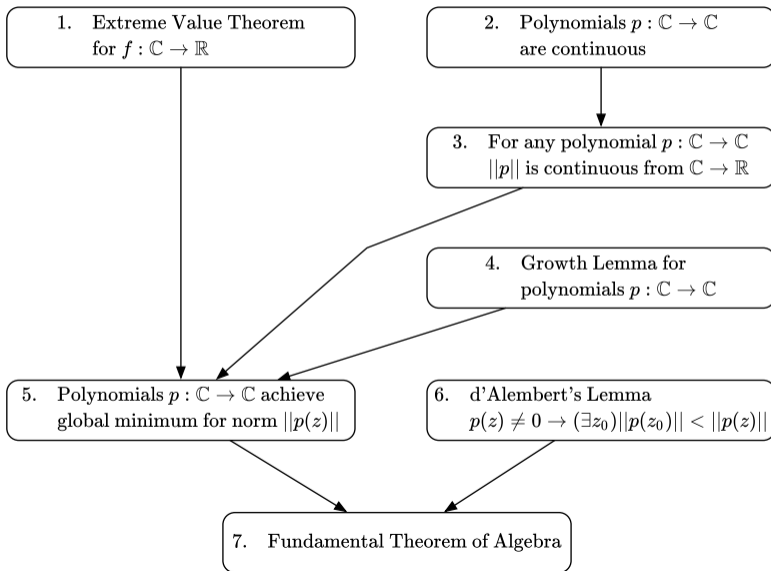 1. Extreme Value Theorem
for f : ℂ → ℝ
2. Polynomials p : ℂ → ℂ
are continuous
3. For any polynomial p : ℂ → ℂ
||p|| is continuous from ℂ → ℝ
4. Growth Lemma for
polynomials p : ℂ → ℂ
5. Polynomials p : ℂ → ℂ achieve
global minimum for norm ||p(z)||
6. d'Alembert's Lemma
p(z) ≠ 0 → (∃z₀)||p(z₀)|| < ||p(z)||
7. Fundamental Theorem of Algebra